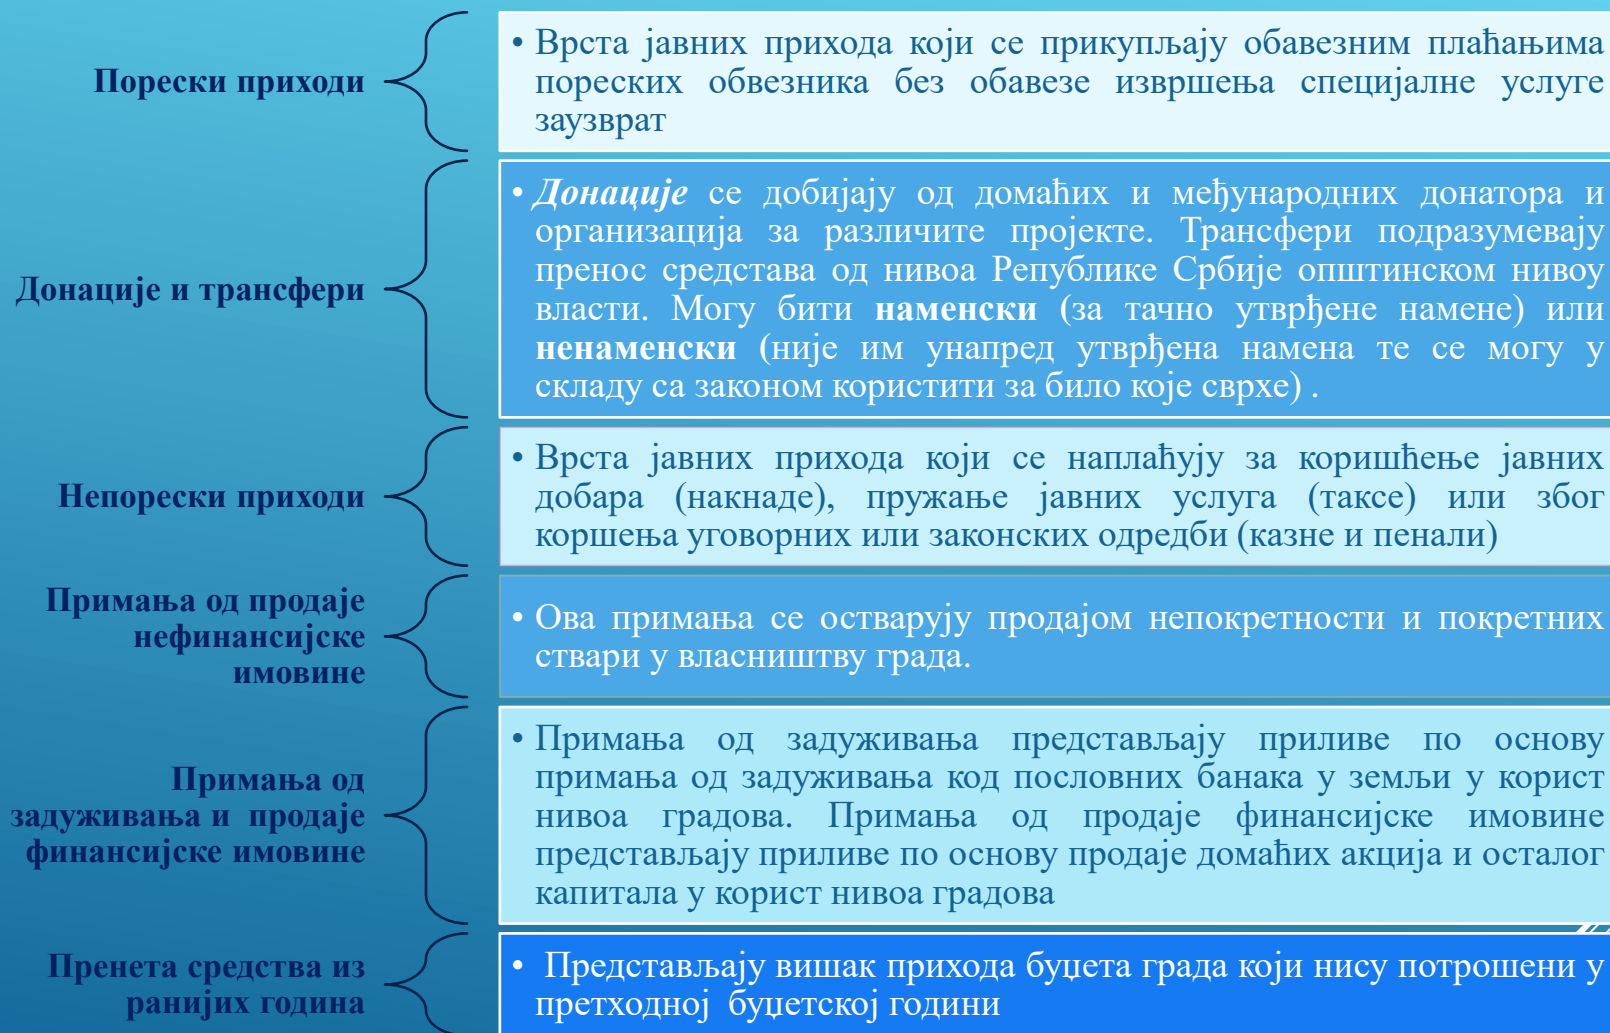 Порески приходи
• Врста јавних прихода који се прикупљају обавезним плаћањима
пореских обвезника без обавезе извршења специјалне услуге
заузврат
Донације и трансфери
• Донације се добијају од домаћих и међународних донатора и
организација за различите пројекте. Трансфери подразумевају
пренос средстава од нивоа Републике Србије општинском нивоу
власти. Могу бити наменски (за тачно утврђене намене) или
ненаменски (није им унапред утврђена намена те се могу у
складу са законом користити за било које сврхе) .
Непорески приходи
• Врста јавних прихода који се наплаћују за коришћење јавних
добара (накнаде), пружање јавних услуга (таксе) или због
коршења уговорних или законских одредби (казне и пенали)
Примања од продаје
нефинансијске
имовине
• Ова примања се остварују продајом непокретности и покретних
ствари у власништву града.
Примања од
задуживања и продаје
финансијске имовине
• Примања од задуживања представљају приливе по основу
примања од задуживања код пословних банака у земљи у корист
нивоа градова. Примања од продаје финансијске имовине
представљају приливе по основу продаје домаћих акција и осталог
капитала у корист нивоа градова
Пренета средства из
ранијих година
• Представљају вишак прихода буџета града који нису потрошени у
претходној буџетској години